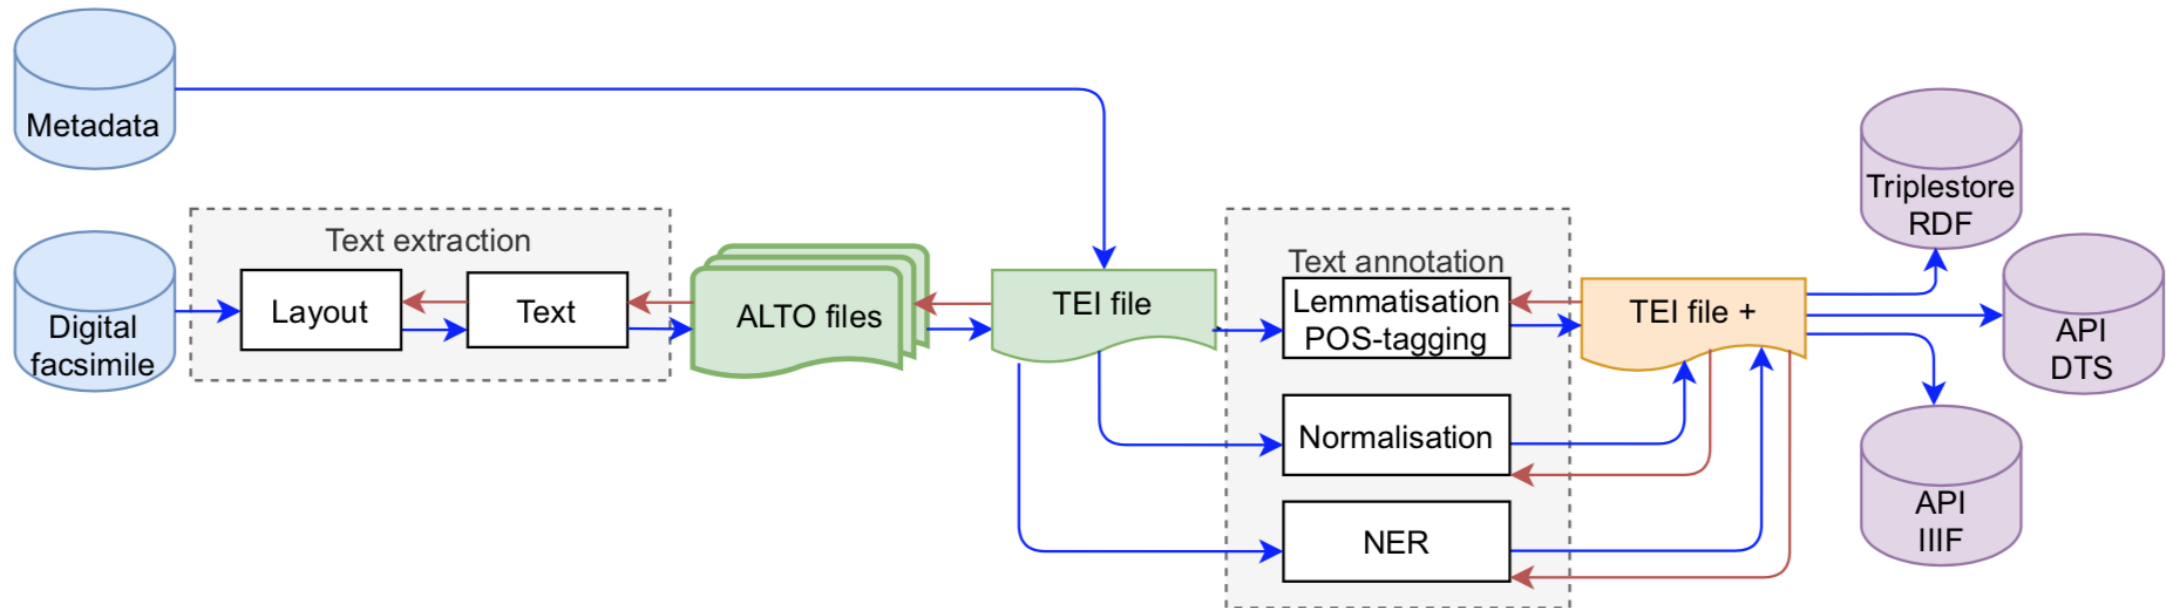 Metadata
Digital
facsimile
Text extraction
Layout
Text
ALTO files
TEI file
Text annotation
Lemmatisation
POS-tagging
Normalisation
NER
TEI file +
Triplestore
RDF
API
DTS
API
IIIF